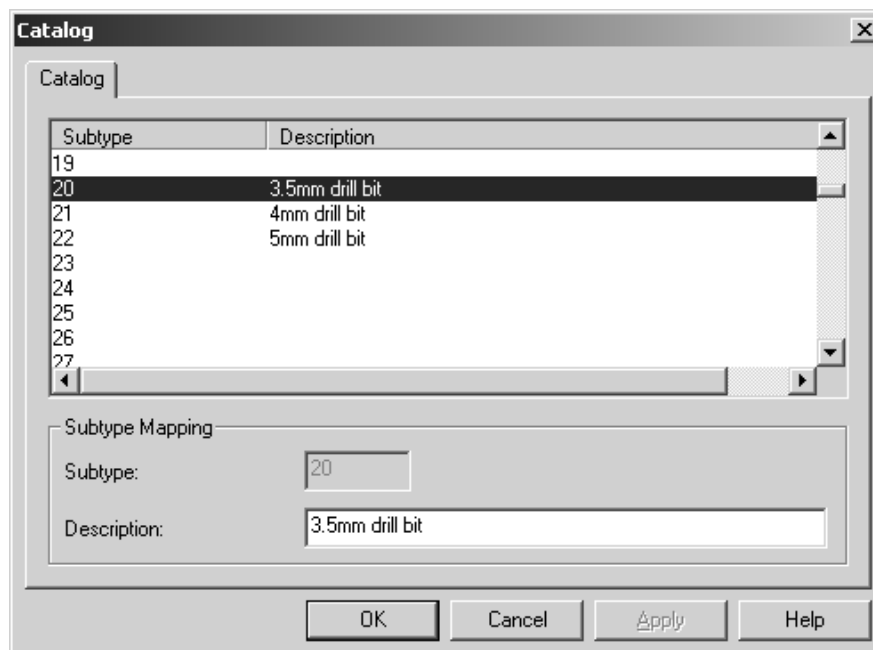 Catalog
Catalog
Subtype Description
19
20 3.5mm drill bit
21 4mm drill bit
22 5mm drill bit
23
24
25
26
27
Subtype Mapping
Subtype: 20
Description: 3.5mm drill bit
OK Cancel Apply Help